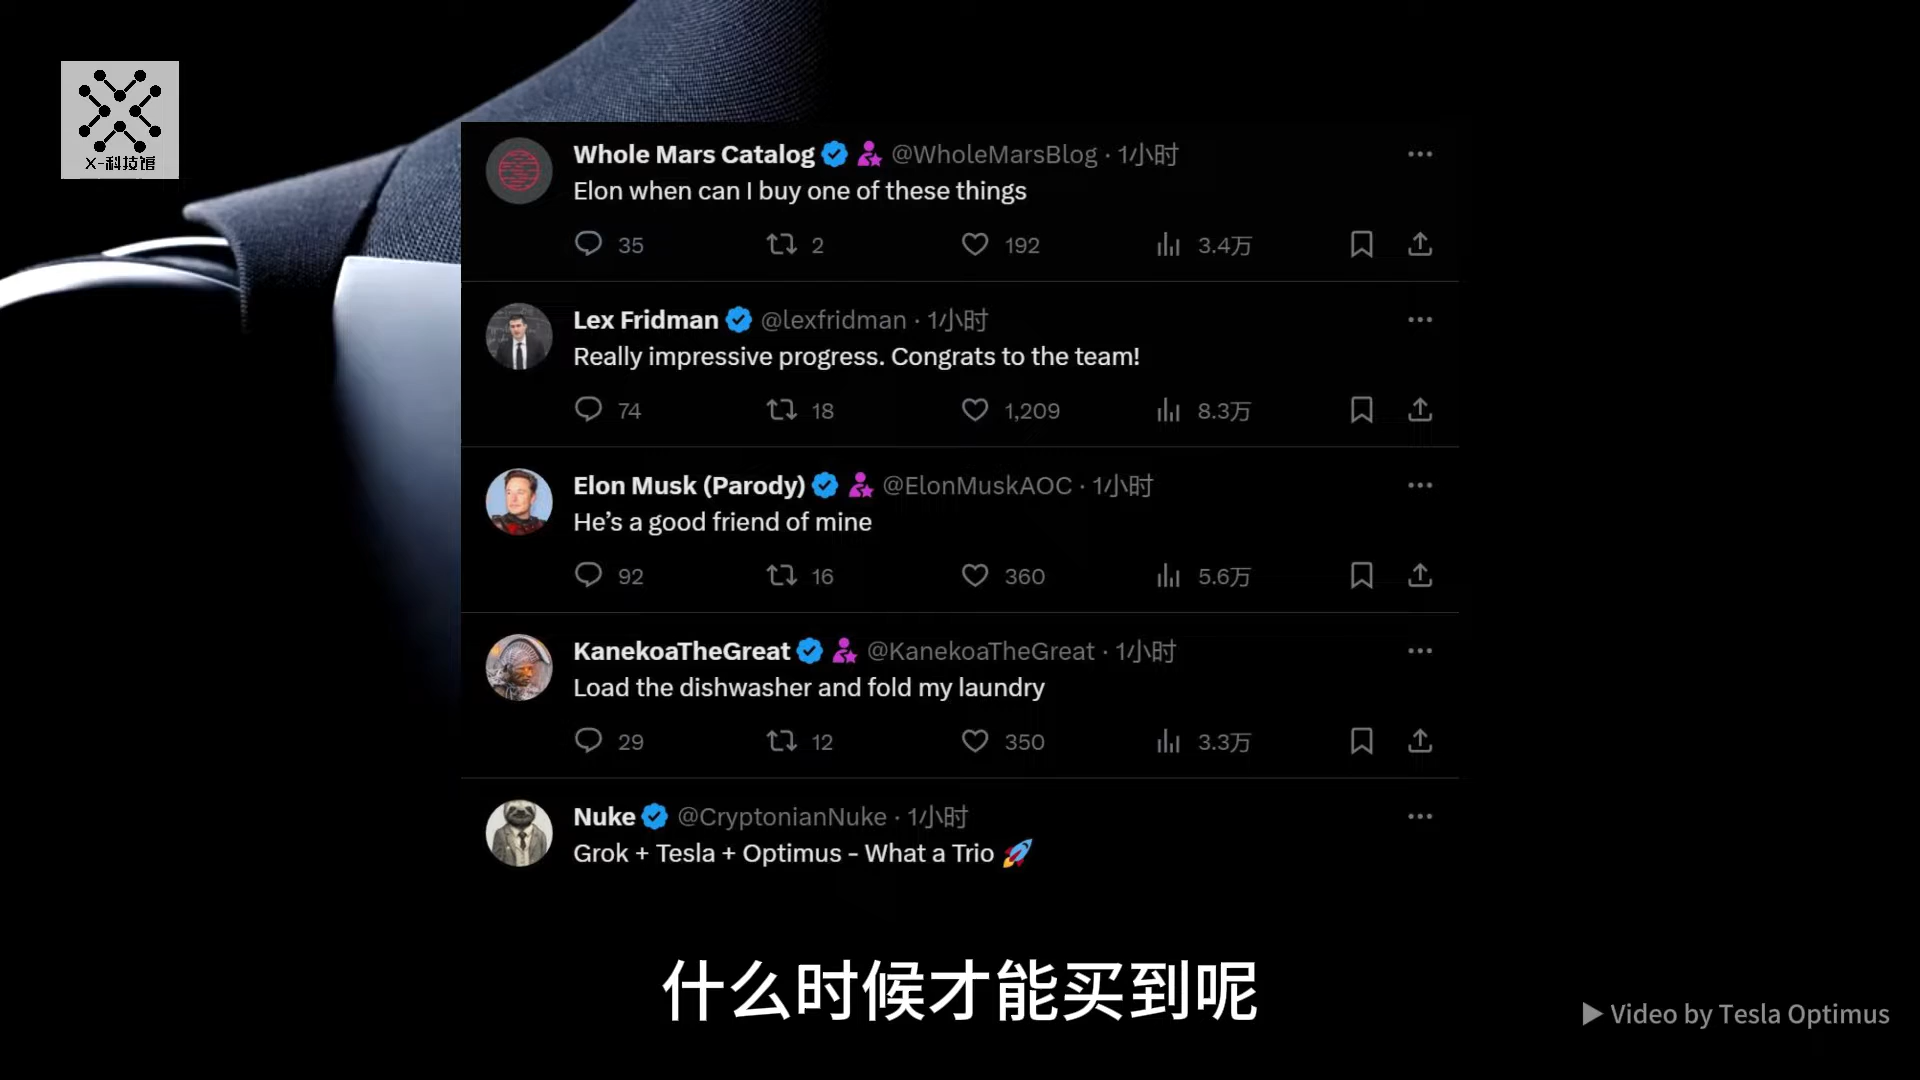 X-科技馆
Whole Mars Catalog @WholeMarsBlog · 1小时
Elon when can I buy one of these things
35 2 192 3.4万
Lex Fridman @lexfridman · 1小时
Really impressive progress. Congrats to the team!
74 18 1,209 8.3万
Elon Musk (Parody) @ElonMuskAOC · 1小时
He’s a good friend of mine
92 16 360 5.6万
KanekoaTheGreat @KanekoaTheGreat · 1小时
Load the dishwasher and fold my laundry
29 12 350 3.3万
Nuke @CryptonianNuke · 1小时
Grok + Tesla + Optimus - What a Trio 🚀
什么时候才能买到呢
▶ Video by Tesla Optimus